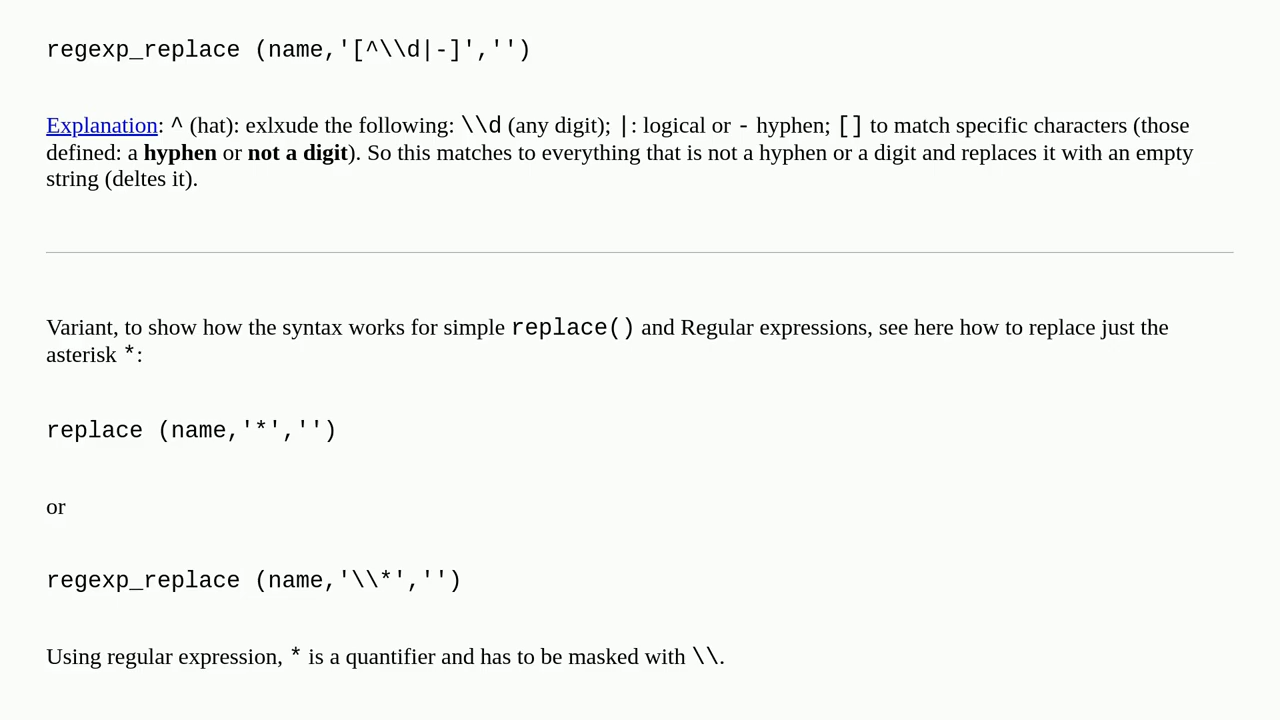 regexp_replace (name,'[^\\d|-]','')
Explanation: ^ (hat): exlxude the following: \\d (any digit); |: logical or - hyphen; [] to match specific characters (those
defined: a hyphen or not a digit). So this matches to everything that is not a hyphen or a digit and replaces it with an empty
string (deltes it).
Variant, to show how the syntax works for simple replace() and Regular expressions, see here how to replace just the
asterisk *:
replace (name,'*','')
or
regexp_replace (name,'\\*','')
Using regular expression, * is a quantifier and has to be masked with \\.